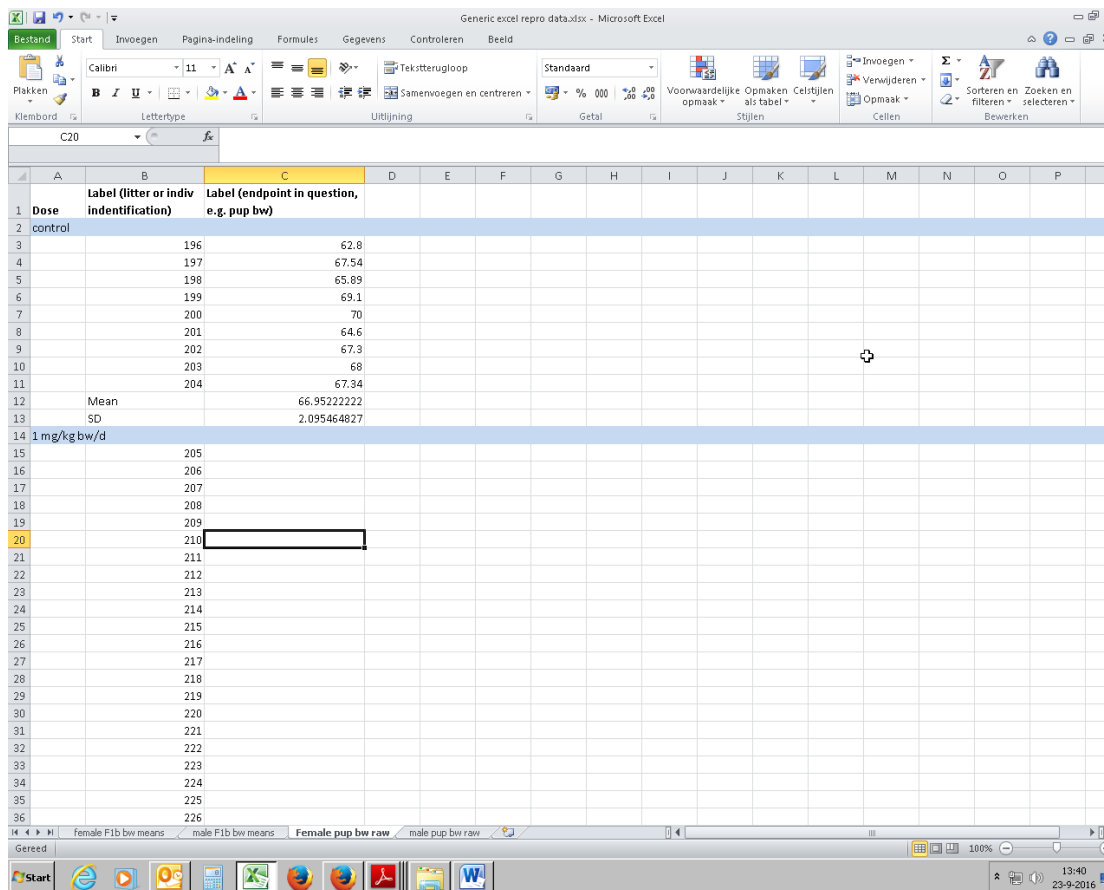 Generic excel repro data.xlsx - Microsoft Excel
Bestand Start Invoegen Pagina-indeling Formules Gegevens Controleren Beeld
Plakken
Klembord
Calibri 11
B I U
Lettertype
Tekstterugloop
Samenvoegen en centreren
Uitlijning
Standaard
% 000
Getal
Voorwaardelijke opmaak
Opmaken als tabel
Celstijlen
Stijlen
Invoegen
Verwijderen
Opmaak
Cellen
Sorteren en filteren
Zoeken en selecteren
Bewerken
C20 fx
A B C D E F G H I J K L M N O P
1 Dose Label (litter or indiv indentification) Label (endpoint in question, e.g. pup bw)
2 control
3 196 62.8
4 197 67.54
5 198 65.89
6 199 69.1
7 200 70
8 201 64.6
9 202 67.3
10 203 68
11 204 67.34
12 Mean 66.95222222
13 SD 2.095464827
14 1 mg/kg bw/d
15 205
16 206
17 207
18 208
19 209
20 210
21 211
22 212
23 213
24 214
25 215
26 216
27 217
28 218
29 219
30 220
31 221
32 222
33 223
34 224
35 225
36 226
female F1b bw means male F1b bw means Female pup bw raw male pup bw raw
Gereed 100%
Start 13:40
23-9-2016